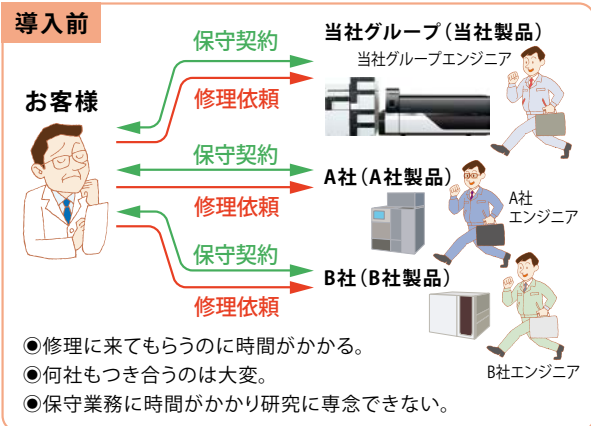 導入前
お客様
保守契約
修理依頼
当社グループ（当社製品）
当社グループエンジニア
保守契約
修理依頼
A社（A社製品）
A社
エンジニア
保守契約
修理依頼
B社（B社製品）
B社エンジニア
◉修理に来てもらうのに時間がかかる。
◉何社もつき合うのは大変。
◉保守業務に時間がかかり研究に専念できない。